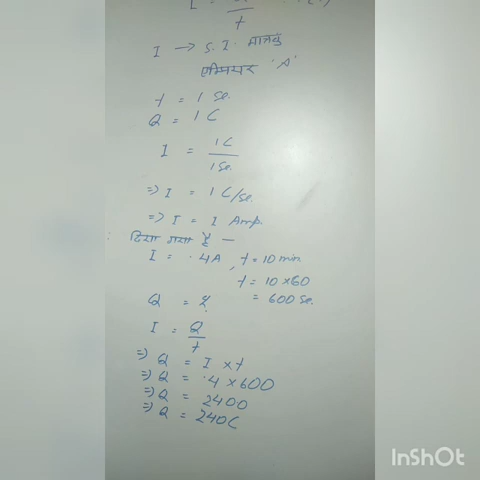 I =
t
I → S.I. मात्रक
एम्पियर 'A'
t = 1 Se.
Q = 1 C
I = 1C
1Se.
=> I = 1 C/Se.
=> I = 1 Amp.
दिया गया है —
I = .4A, t = 10 min
t = 10 × 60
= 600 Se.
Q = ?
I = Q
t
=> Q = I × t
=> Q = .4 × 600
=> Q = 2400
=> Q = 240C
InShOt